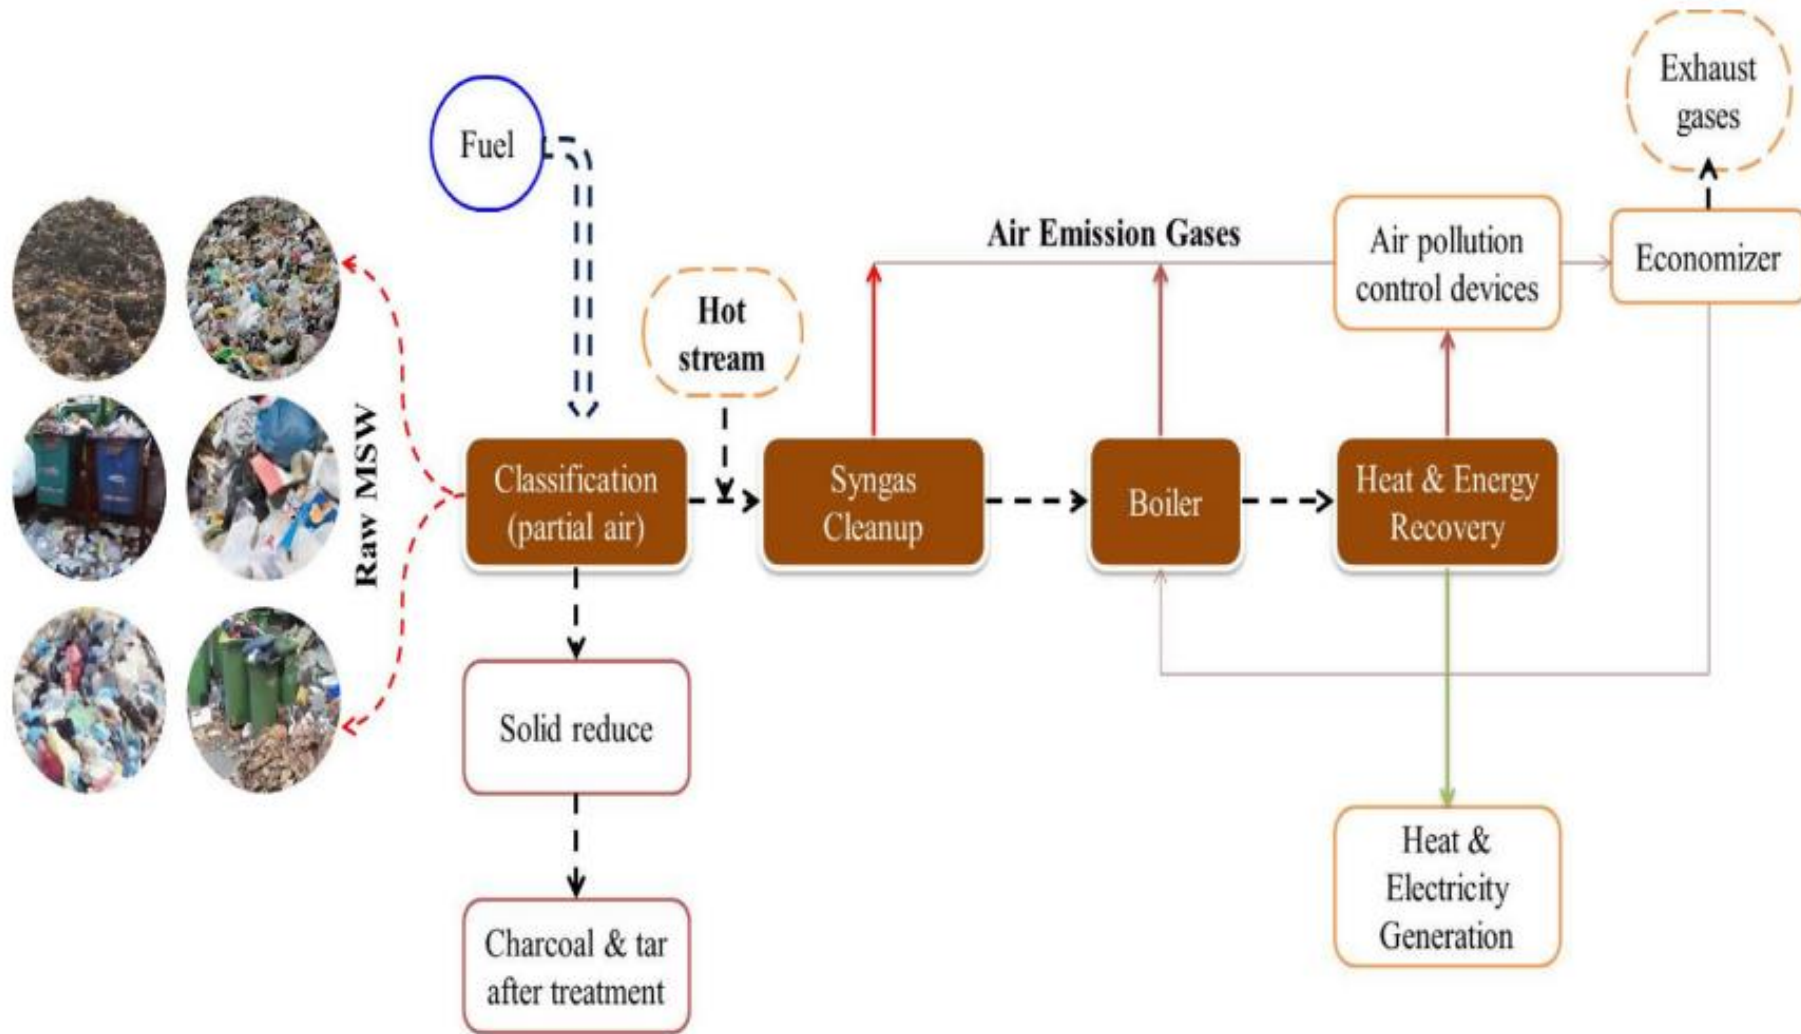 Exhaust
gases
Fuel
Air Emission Gases
Air pollution
control devices
Economizer
Hot
stream
Raw MSW
Classification
(partial air)
Syngas
Cleanup
Boiler
Heat & Energy
Recovery
Solid reduce
Heat &
Electricity
Generation
Charcoal & tar
after treatment